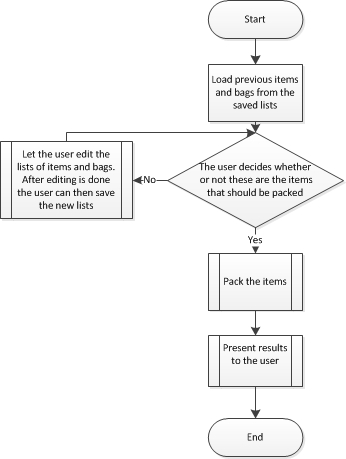 Start
Load previous items
and bags from the
saved lists
The user decides whether
or not these are the items
that should be packed
No
Let the user edit the
lists of items and bags.
After editing is done
the user can then save
the new lists
Yes
Pack the items
Present results
to the user
End